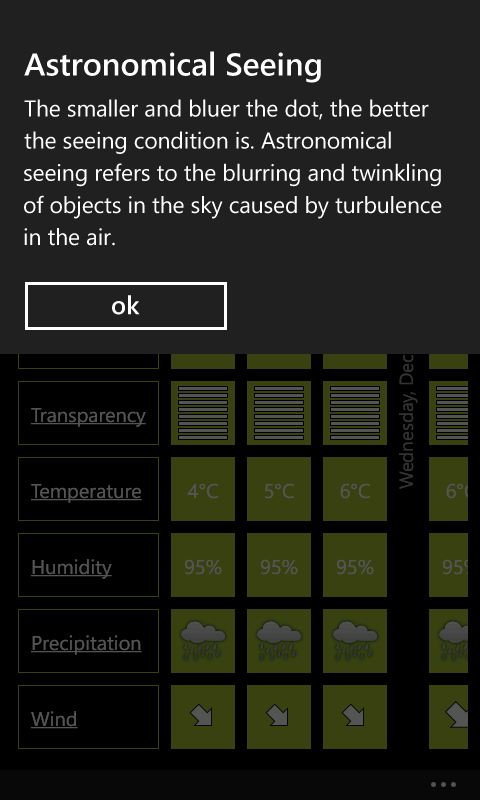 Astronomical Seeing
The smaller and bluer the dot, the better
the seeing condition is. Astronomical
seeing refers to the blurring and twinkling
of objects in the sky caused by turbulence
in the air.
ok
Wednesday, Dec
Transparency
Temperature 4°C 5°C 6°C 6°C
Humidity 95% 95% 95% 95%
Precipitation
Wind